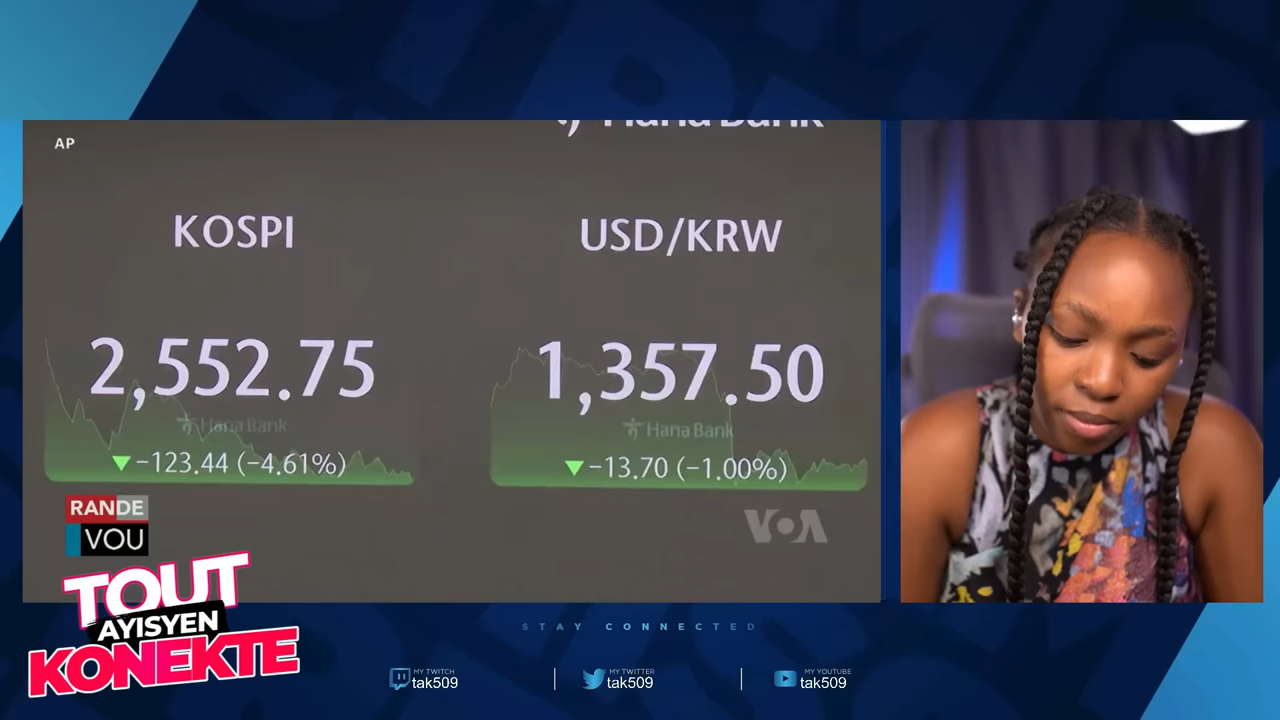 Hana Bank
AP
KOSPI
USD/KRW
2,552.75
1,357.50
Hana Bank
Hana Bank
▼-123.44 (-4.61%)
▼-13.70 (-1.00%)
RANDE
VOU
VOA
TOUT
AYISYEN
KONEKTE
STAY CONNECTED
MY TWITCH
tak509
MY TWITTER
tak509
MY YOUTUBE
tak509